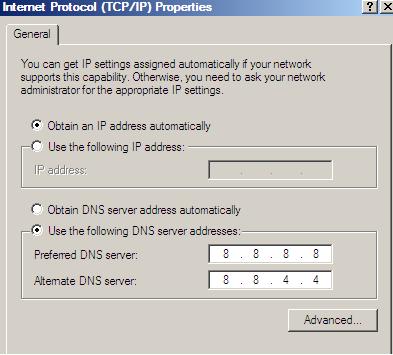 Internet Protocol (TCP/IP) Properties
General
You can get IP settings assigned automatically if your network
supports this capability. Otherwise, you need to ask your network
administrator for the appropriate IP settings.
Obtain an IP address automatically
Use the following IP address:
IP address: . . .
Obtain DNS server address automatically
Use the following DNS server addresses:
Preferred DNS server: 8 . 8 . 8 . 8
Alternate DNS server: 8 . 8 . 4 . 4
Advanced...